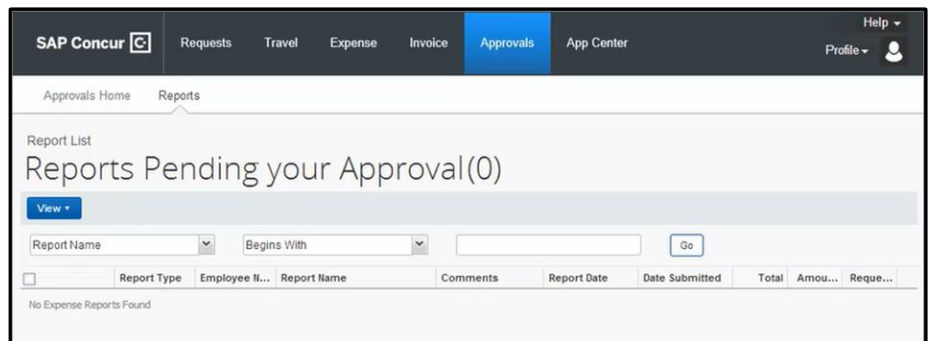 Help
SAP Concur C Requests Travel Expense Invoice Approvals App Center
Profile
Approvals Home Reports
Report List
Reports Pending your Approval(0)
View
Report Name Begins With Go
Report Type Employee N... Report Name Comments Report Date Date Submitted Total Amou... Reque...
No Expense Reports Found